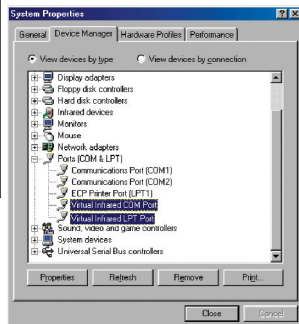 System Properties
General Device Manager Hardware Profiles Performance
View devices by type View devices by connection
Display adapters
Floppy disk controllers
Hard disk controllers
Infrared devices
Monitors
Mouse
Network adapters
Ports (COM & LPT)
Communications Port (COM1)
Communications Port (COM2)
ECP Printer Port (LPT1)
Virtual Infrared COM Port
Virtual Infrared LPT Port
Sound, video and game controllers
System devices
Universal Serial Bus controllers
Properties Refresh Remove Print...
Close Cancel